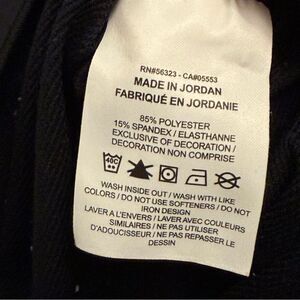 RN#56323 - CA#05553
MADE IN JORDAN
FABRIQUÉ EN JORDANIE
85% POLYESTER
15% SPANDEX / ELASTHANNE
EXCLUSIVE OF DECORATION /
DECORATION NON COMPRISE
40C
WASH INSIDE OUT / WASH WITH LIKE
COLORS / DO NOT USE SOFTENERS / DO NOT
IRON DESIGN
LAVER A L'ENVERS / LAVER AVEC COULEURS
SIMILAIRES / NE PAS UTILISER
D'ADOUCISSEUR / NE PAS REPASSER LE
DESSIN